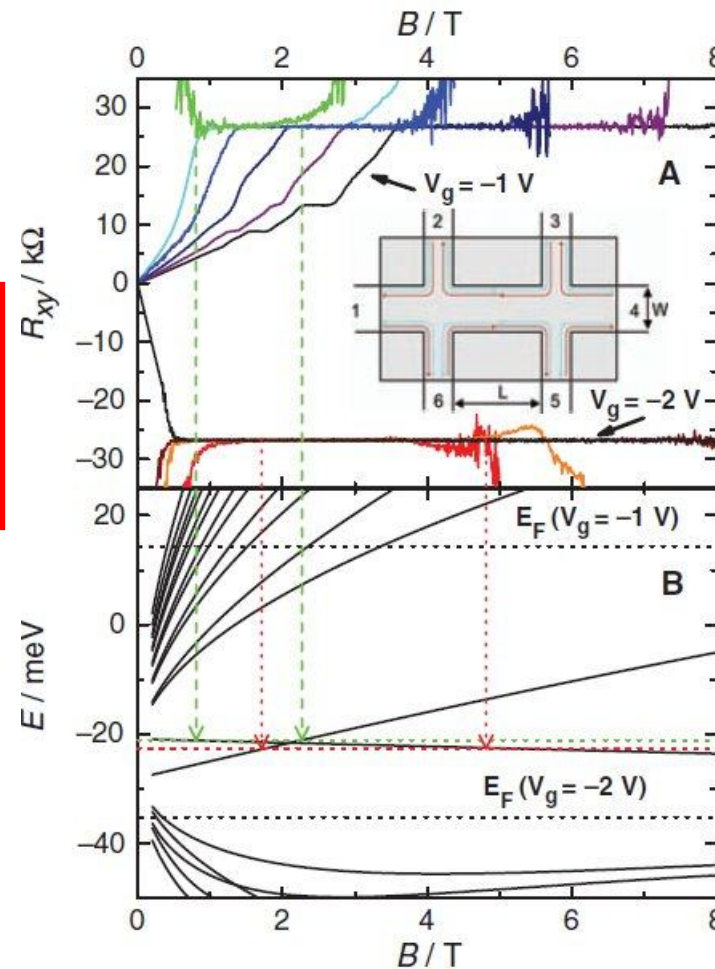 B / T
0 2 4 6 8
30
20
10
0
−10
−20
−30
R_xy / kΩ
A
V_g = −1 V
2 3
1 4 W
6 L 5
V_g = −2 V
20
0
−20
−40
E / meV
E_F (V_g = −1 V)
B
E_F (V_g = −2 V)
0 2 4 6 8
B / T